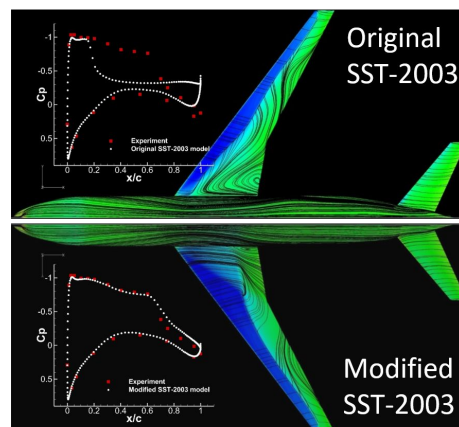 Original
SST-2003
-1
-0.5
0
0.5
Cp
Experiment
Original SST-2003 model
0
0.2
0.4
0.6
0.8
1
x/c
-1
-0.5
0
0.5
Cp
Experiment
Modified SST-2003 model
0
0.2
0.4
0.6
0.8
1
x/c
Modified
SST-2003